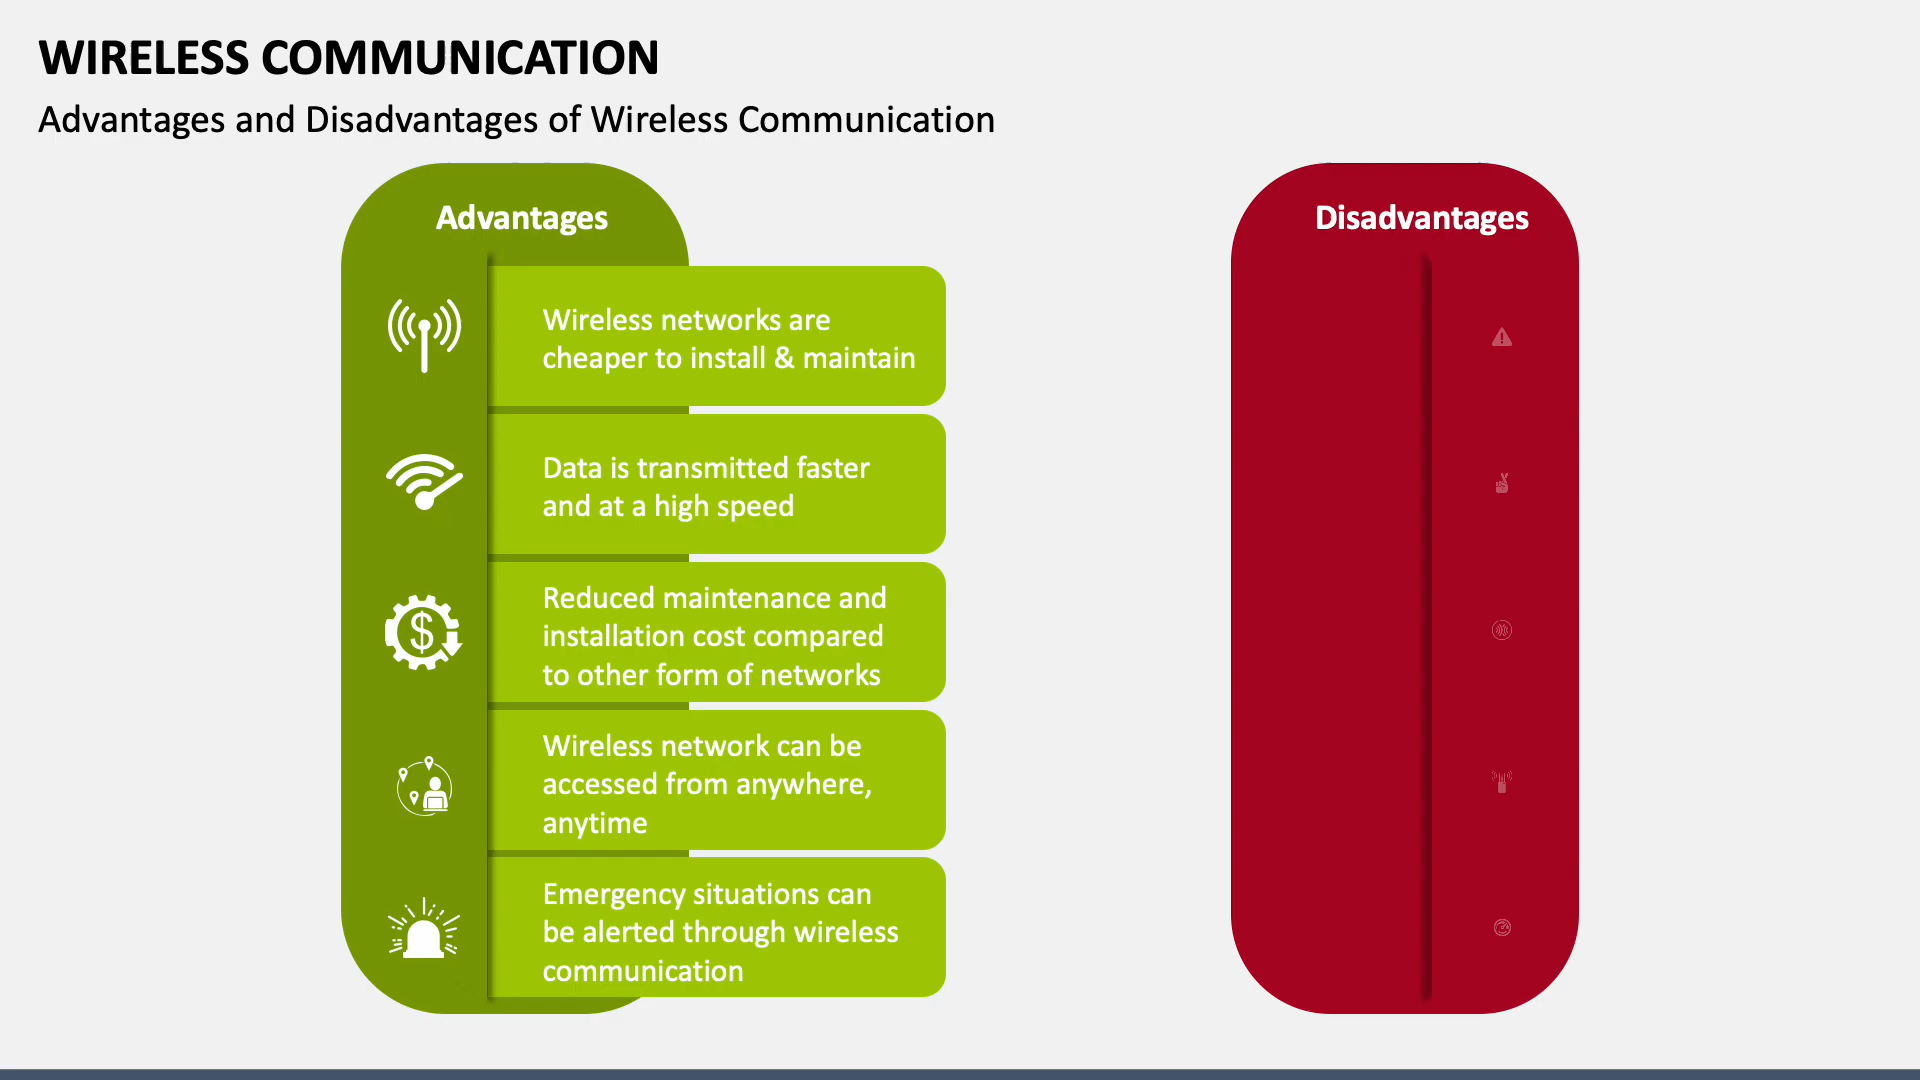 WIRELESS COMMUNICATION
Advantages and Disadvantages of Wireless Communication
Advantages
Wireless networks are
cheaper to install & maintain
Data is transmitted faster
and at a high speed
Reduced maintenance and
installation cost compared
to other form of networks
Wireless network can be
accessed from anywhere,
anytime
Emergency situations can
be alerted through wireless
communication
Disadvantages